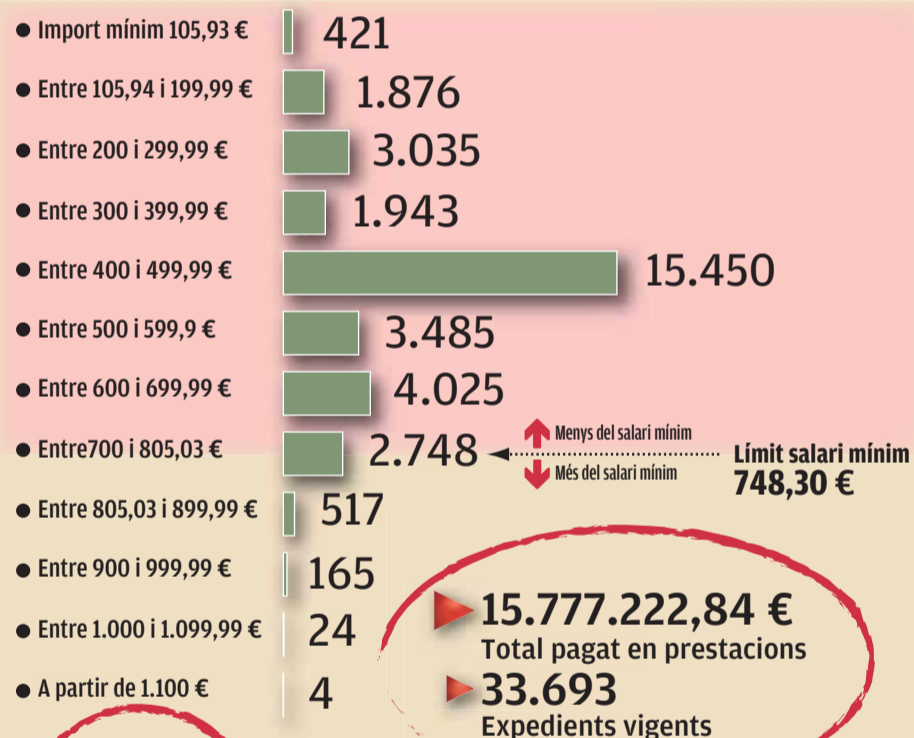 ● Import mínim 105,93 € 421
● Entre 105,94 i 199,99 € 1.876
● Entre 200 i 299,99 € 3.035
● Entre 300 i 399,99 € 1.943
● Entre 400 i 499,99 € 15.450
● Entre 500 i 599,9 € 3.485
● Entre 600 i 699,99 € 4.025
● Entre700 i 805,03 € 2.748
Menys del salari mínim
Més del salari mínim
Límit salari mínim
748,30 €
● Entre 805,03 i 899,99 € 517
● Entre 900 i 999,99 € 165
● Entre 1.000 i 1.099,99 € 24
● A partir de 1.100 € 4
15.777.222,84 €
Total pagat en prestacions
33.693
Expedients vigents